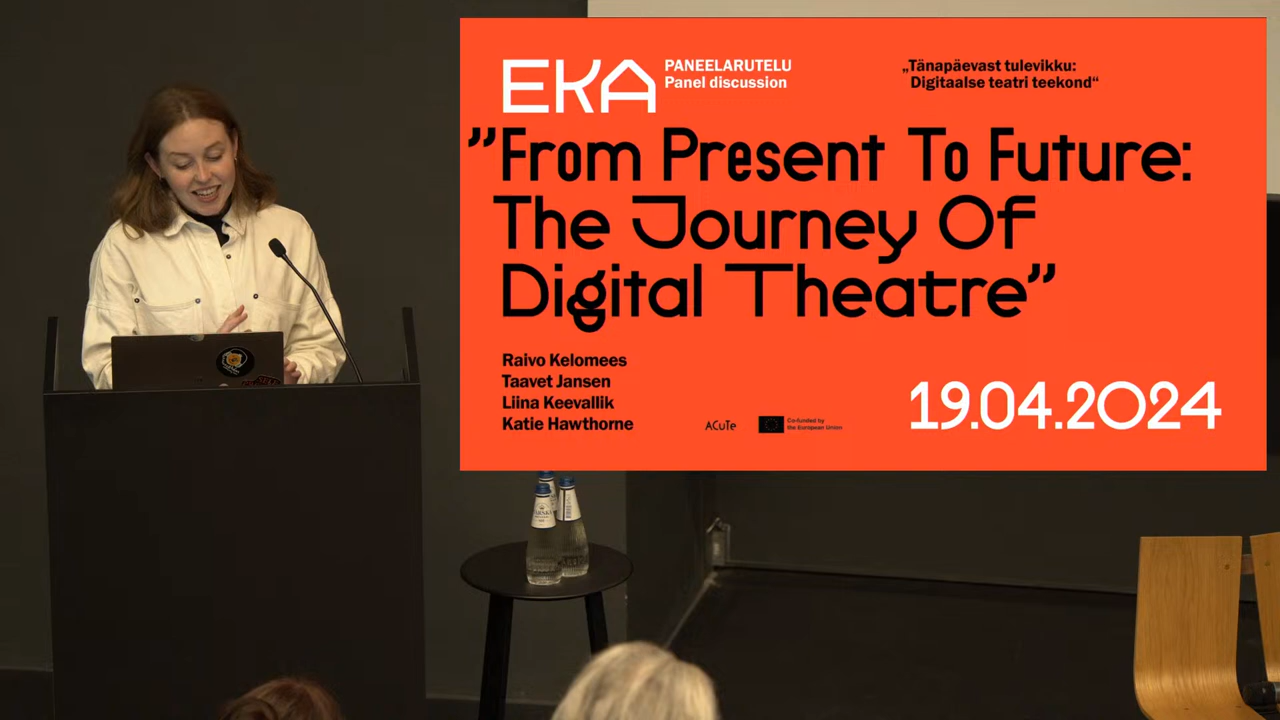 EKA
PANEELARUTELU
Panel discussion
„Tänapäevast tulevikku:
Digitaalse teatri teekond“
”From Present To Future:
The Journey Of
Digital Theatre”
Raivo Kelomees
Taavet Jansen
Liina Keevallik
Katie Hawthorne
ACuTe
Co-funded by
the European Union
19.04.2024